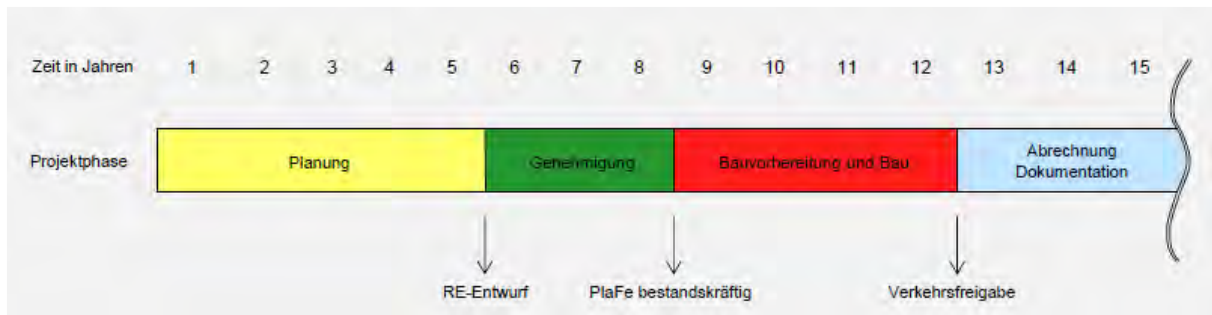 Zeit in Jahren 1 2 3 4 5 6 7 8 9 10 11 12 13 14 15
Projektphase Planung Genehmigung Bauvorbereitung und Bau Abrechnung
Dokumentation
RE-Entwurf PlaFe bestandskräftig Verkehrsfreigabe